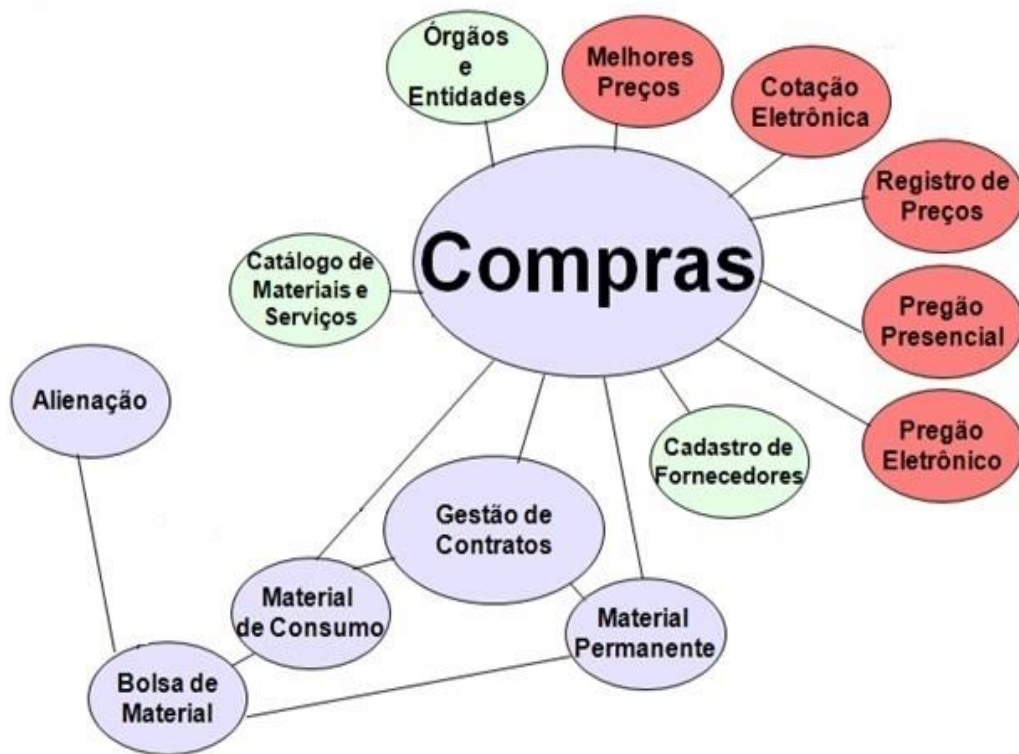 Órgãos
e
Entidades
Melhores
Preços
Cotação
Eletrônica
Registro de
Preços
Compras
Catálogo de
Materiais e
Serviços
Pregão
Presencial
Alienação
Pregão
Eletrônico
Cadastro de
Fornecedores
Gestão de
Contratos
Material
de Consumo
Material
Permanente
Bolsa de
Material